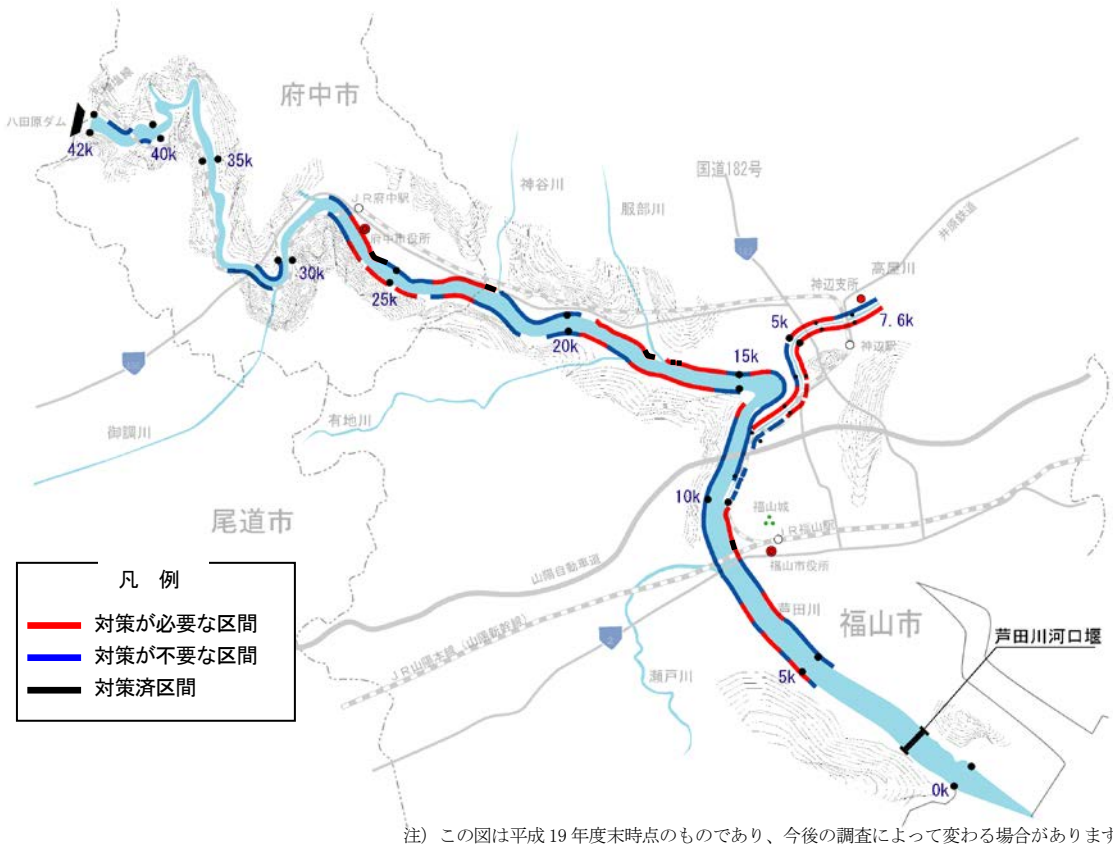 府中市
八田原ダム
42k
40k
35k
神谷川
国道182号
JR府中駅
服部川
井原鉄道
府中市役所
高屋川
神辺支所
30k
25k
5k
7.6k
神辺駅
20k
15k
有地川
御調川
10k
福山城
尾道市
JR福山駅
山陽自動車道
福山市役所
凡 例
対策が必要な区間
対策が不要な区間
対策済区間
芦田川
福山市
芦田川河口堰
2
JR山陽本線(山陽新幹線)
瀬戸川
5k
0k
注) この図は平成 19 年度末時点のものであり、今後の調査によって変わる場合があります